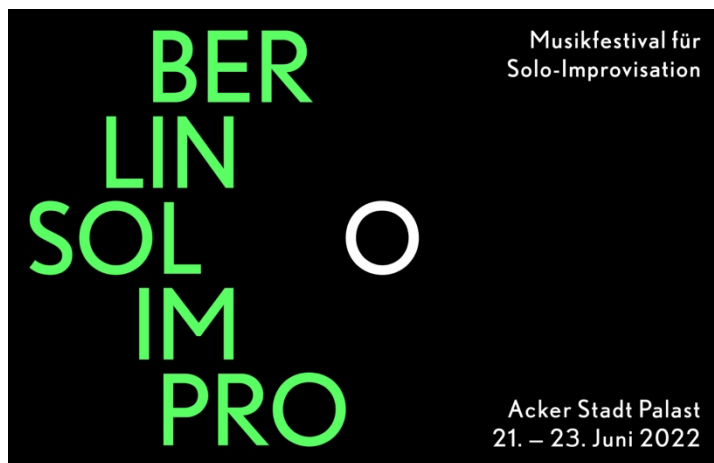 BER
LIN
SOL O
IM
PRO
Musikfestival für
Solo-Improvisation
Acker Stadt Palast
21. – 23. Juni 2022